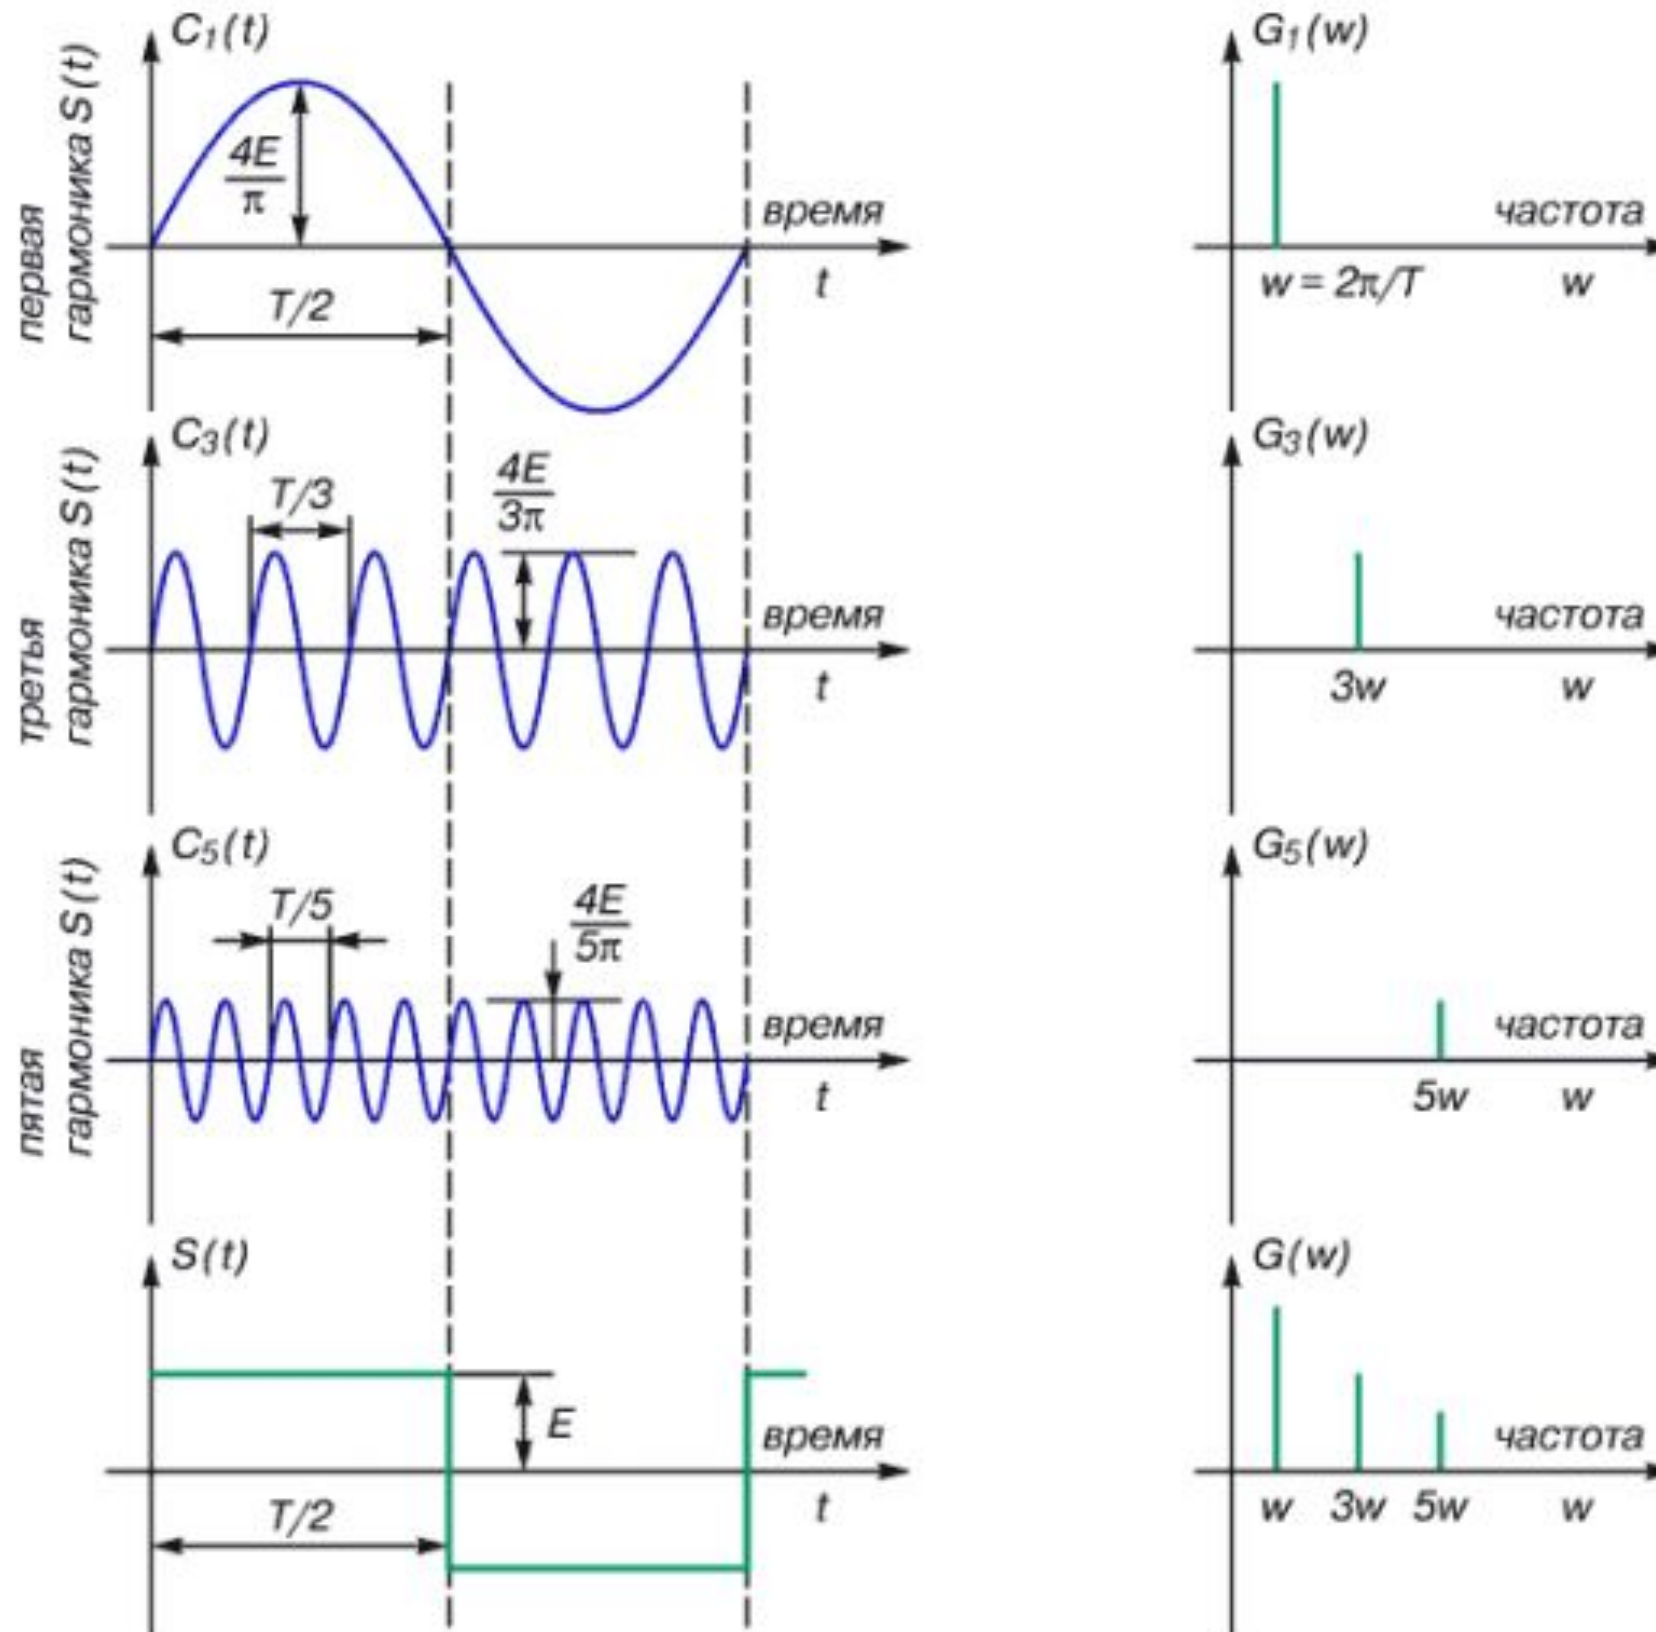 C1(t)
первая
гармоника S(t)
4E
π
T/2
время
t
G1(w)
частота
w = 2π/T
w
C3(t)
третья
гармоника S(t)
T/3
4E
3π
время
t
G3(w)
частота
3w
w
C5(t)
пятая
гармоника S(t)
T/5
4E
5π
время
t
G5(w)
частота
5w
w
S(t)
E
T/2
время
t
G(w)
частота
w 3w 5w w